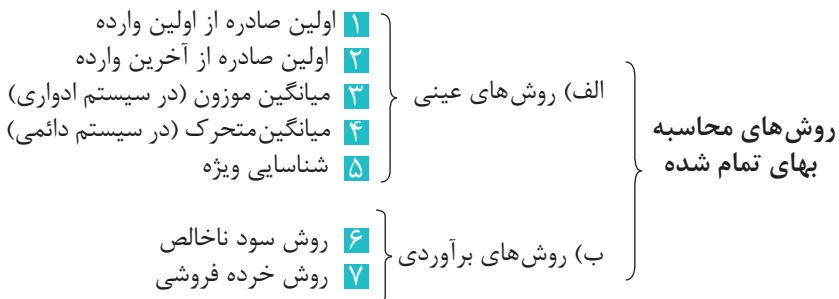 روش‌های محاسبه
بهای تمام شده
الف) روش‌های عینی
۱ اولین صادره از اولین وارده
۲ اولین صادره از آخرین وارده
۳ میانگین موزون (در سیستم ادواری)
۴ میانگین‌متحرک (در سیستم دائمی)
۵ شناسایی ویژه
ب) روش‌های برآوردی
۶ روش سود ناخالص
۷ روش خرده فروشی